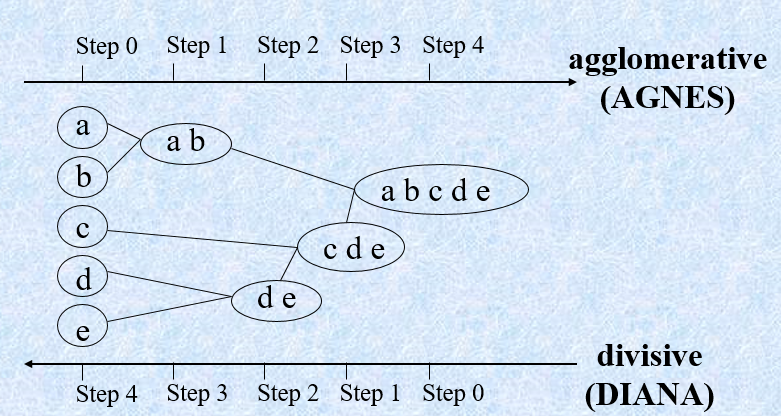 Step 0 Step 1 Step 2 Step 3 Step 4
agglomerative
(AGNES)
a
a b
b
a b c d e
c
c d e
d
d e
e
divisive
(DIANA)
Step 4 Step 3 Step 2 Step 1 Step 0